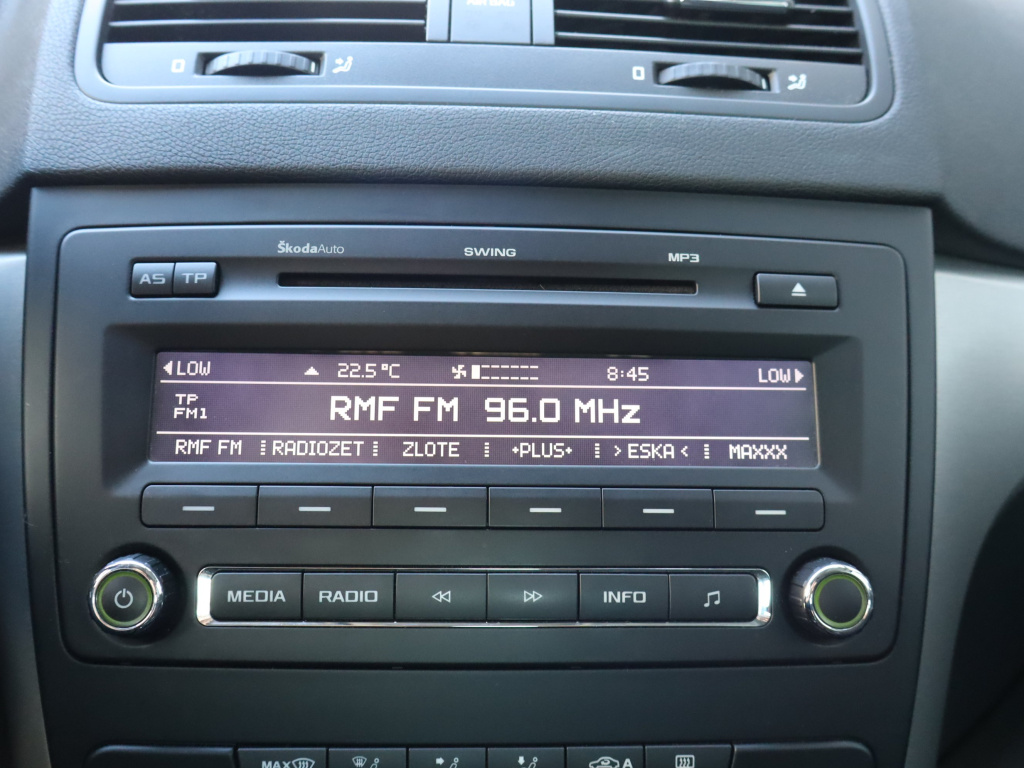 ŠkodaAuto SWING MP3
AS TP
LOW 22.5°C 8:45 LOW
TP
FM1
RMF FM 96.0 MHz
RMF FM RADIOZET ZLOTE +PLUS+ >ESKA< MAXXX
MEDIA RADIO INFO
MAX A